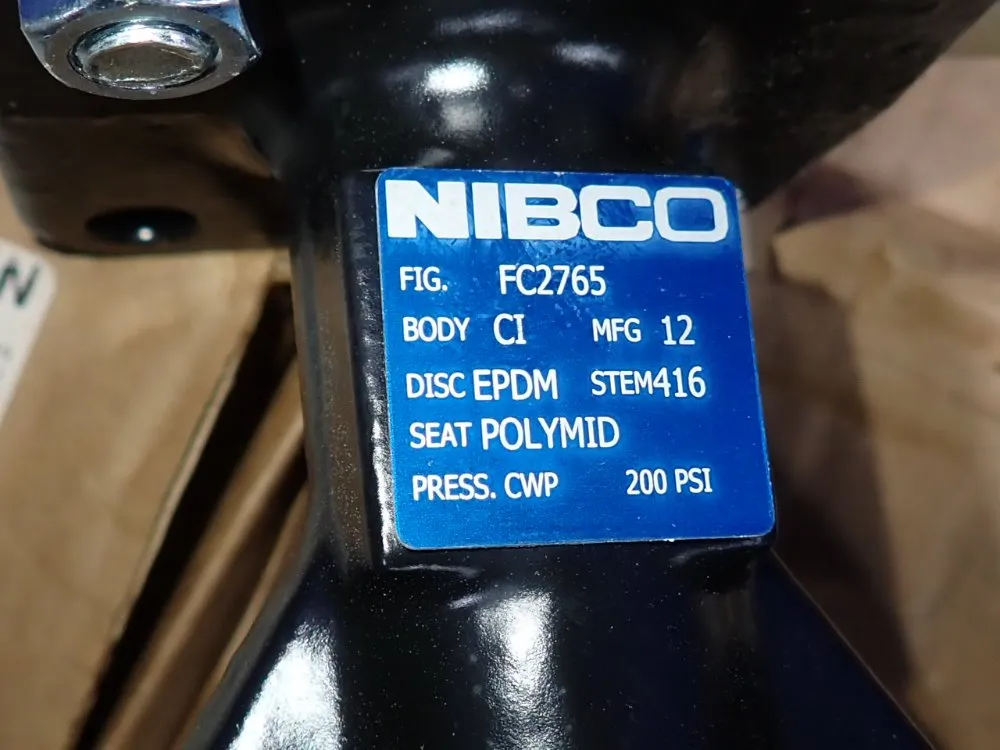 NIBCO
FIG. FC2765
BODY CI MFG 12
DISC EPDM STEM416
SEAT POLYMID
PRESS. CWP 200 PSI
N